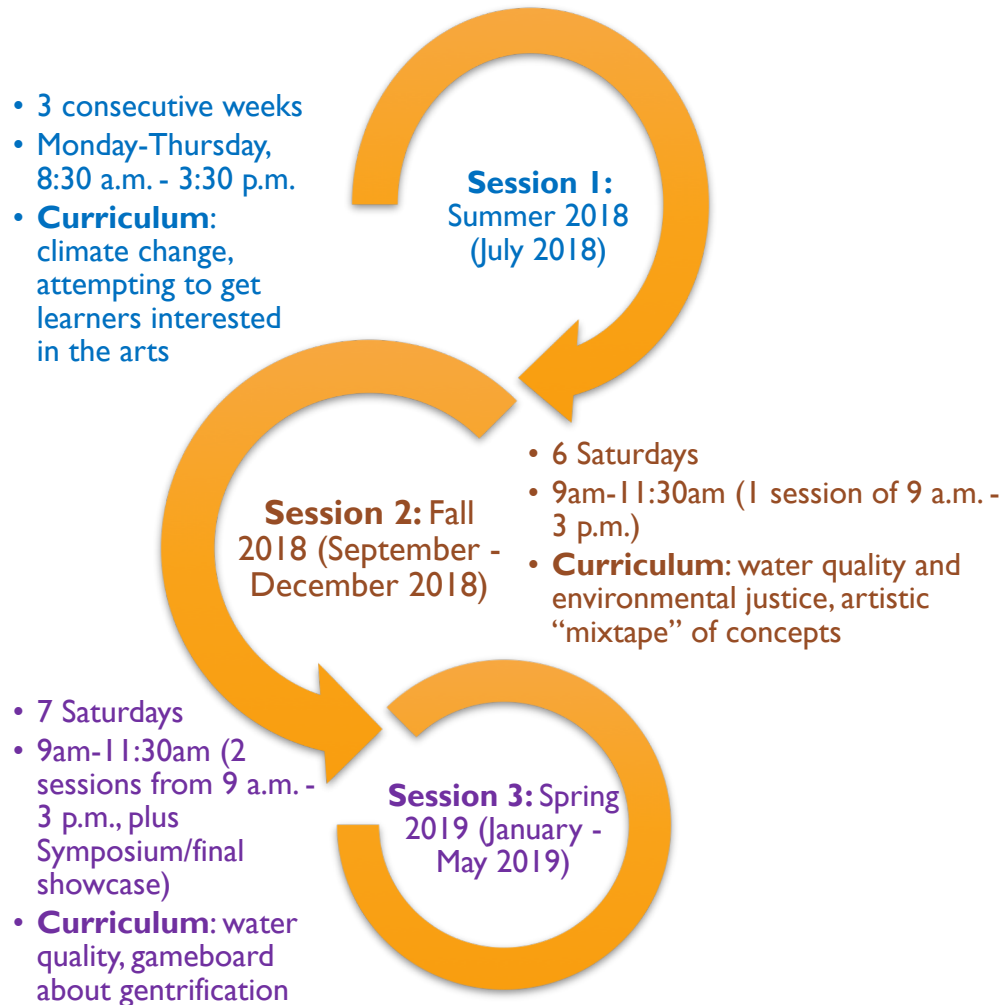 • 3 consecutive weeks
• Monday-Thursday,
8:30 a.m. - 3:30 p.m.
• Curriculum:
climate change,
attempting to get
learners interested
in the arts
Session 1:
Summer 2018
(July 2018)
Session 2: Fall
2018 (September -
December 2018)
• 6 Saturdays
• 9am-11:30am (1 session of 9 a.m. -
3 p.m.)
• Curriculum: water quality and
environmental justice, artistic
“mixtape” of concepts
• 7 Saturdays
• 9am-11:30am (2
sessions from 9 a.m. -
3 p.m., plus
Symposium/final
showcase)
• Curriculum: water
quality, gameboard
about gentrification
Session 3: Spring
2019 (January -
May 2019)